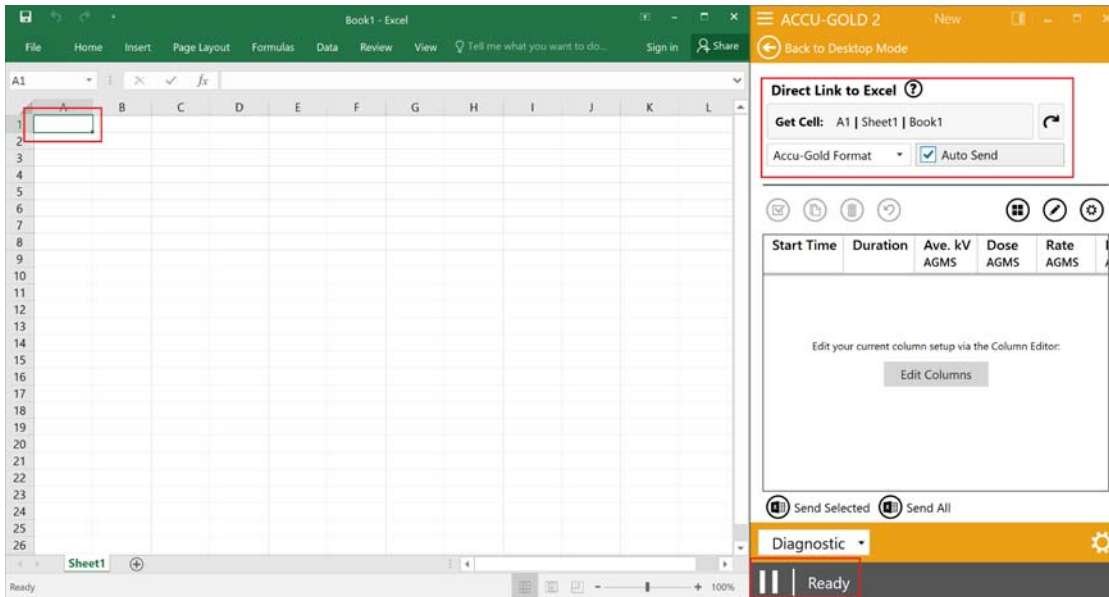 Book1 - Excel
File Home Insert Page Layout Formulas Data Review View Tell me what you want to do... Sign in Share
A1 fx
A B C D E F G H I J K L
1
2
3
4
5
6
7
8
9
10
11
12
13
14
15
16
17
18
19
20
21
22
23
24
25
26
Sheet1
Ready 100%
ACCU-GOLD 2 New
Back to Desktop Mode
Direct Link to Excel ?
Get Cell: A1 | Sheet1 | Book1
Accu-Gold Format Auto Send
Start Time Duration Ave. kV Dose Rate
AGMS AGMS AGMS
Edit your current column setup via the Column Editor:
Edit Columns
Send Selected Send All
Diagnostic
Ready